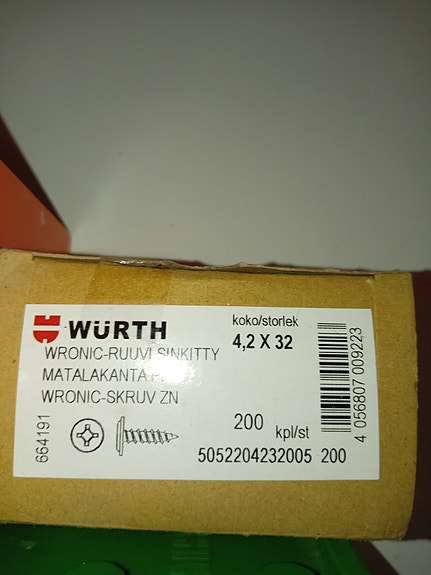 WÜRTH
koko/storlek
4,2 X 32
WRONIC-RUUVI SINKITTY
MATALAKANTA
WRONIC-SKRUV ZN
200 kpl/st
5052204232005 200
664191
4 056807 009223